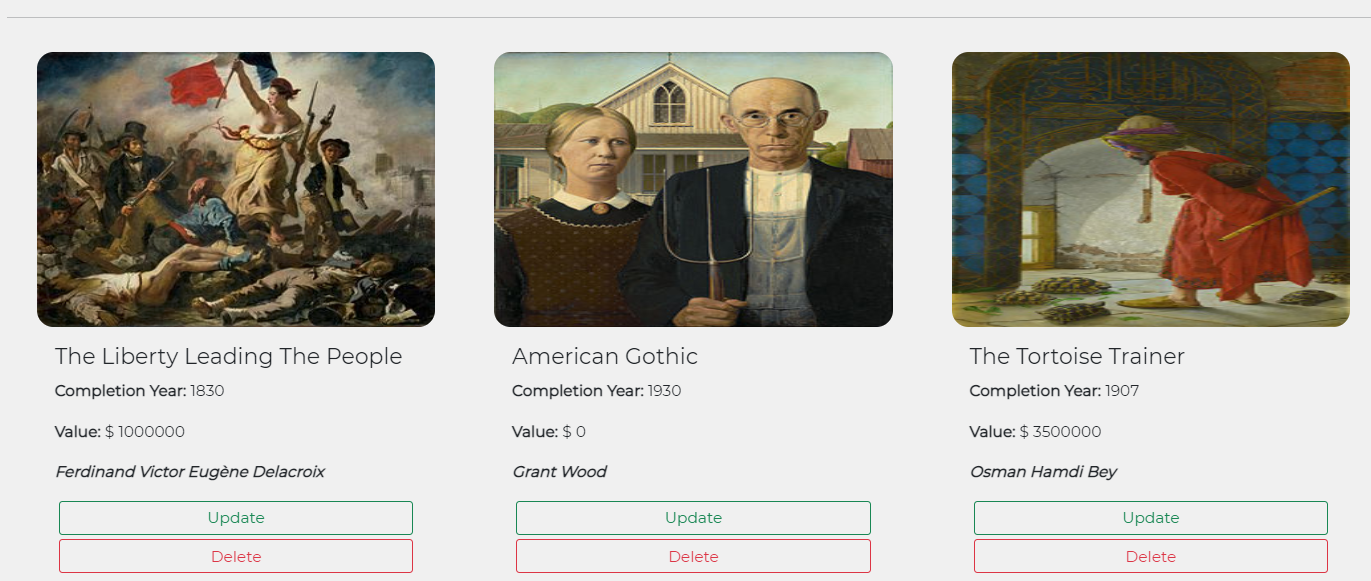 The Liberty Leading The People
Completion Year: 1830
Value: $ 1000000
Ferdinand Victor Eugène Delacroix
Update
Delete
American Gothic
Completion Year: 1930
Value: $ 0
Grant Wood
Update
Delete
The Tortoise Trainer
Completion Year: 1907
Value: $ 3500000
Osman Hamdi Bey
Update
Delete